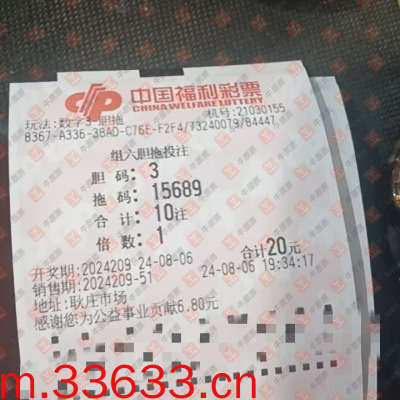 中国福利彩票
CHINA WELFARE LOTTERY
玩法:数字3-胆拖 机号:21030155
8367-A336-38AD-C76E-F2F4/73240079/84447
组六胆拖投注
胆 码: 3
拖 码: 15689
合 计: 10注
倍 数: 1
合计20元
开奖期:2024209 24-08-06
销售期:2024209-51 24-08-06 19:34:17
地址:耿庄市场
感谢您为公益事业贡献6.80元
m.33633.cn